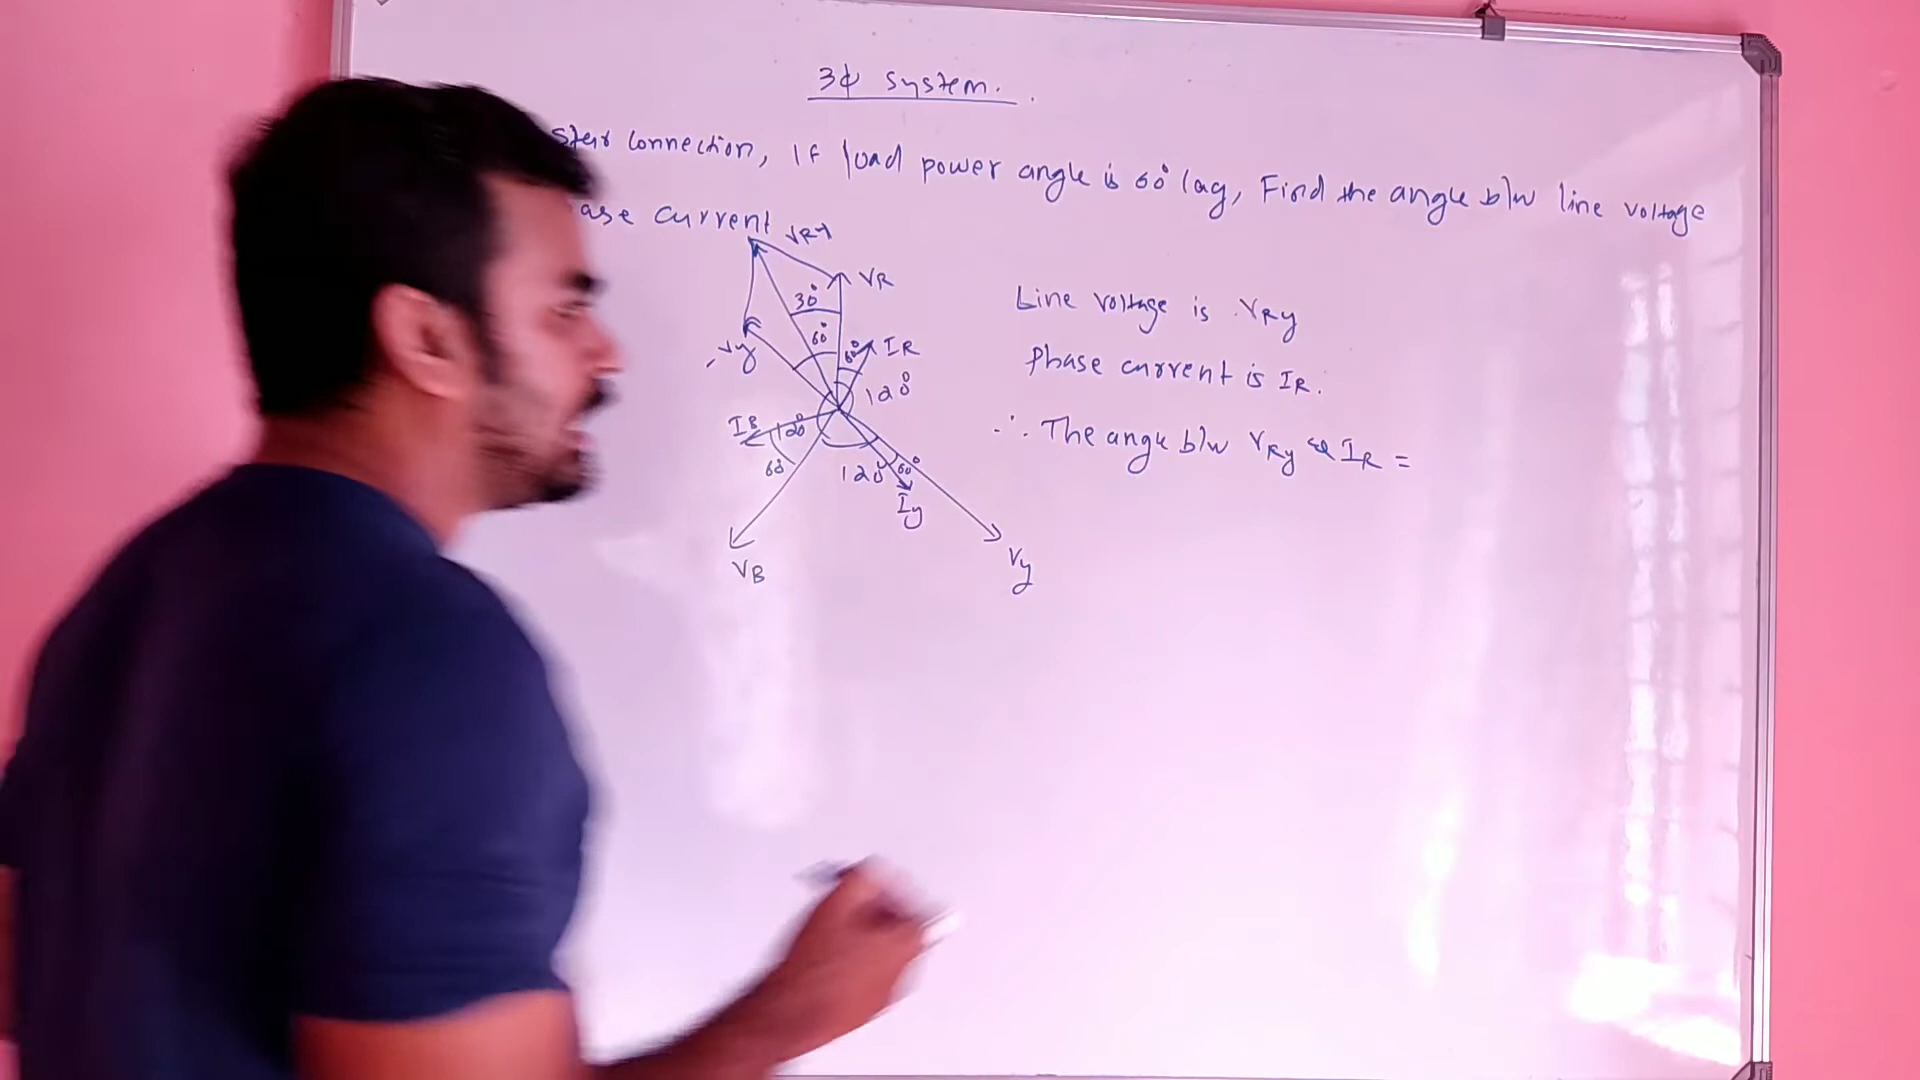 3ϕ system.
star connection, If load power angle is 60° lag, Find the angle b/w line voltage
ase current
VRY
VR
30°
60°
60°
IR
-Vy
120°
IB
120°
60°
120°
60°
Iy
VB
Vy
Line voltage is VRy
Phase current is IR.
∴ The angle b/w VRy & IR =